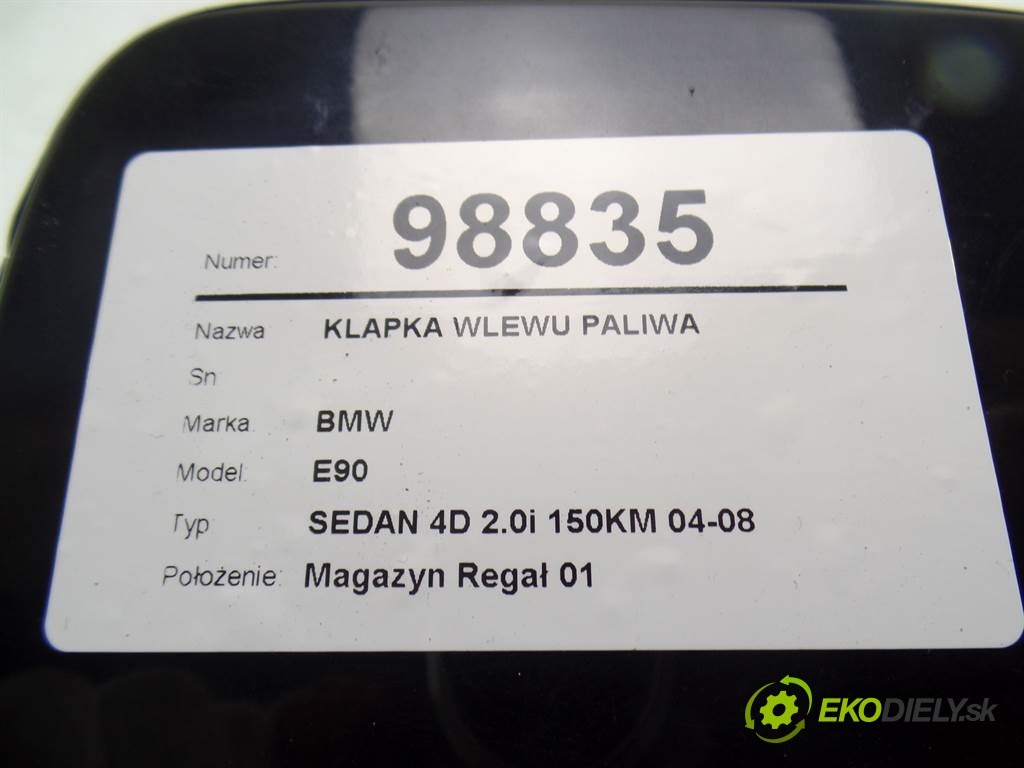 Numer: 98835
Nazwa KLAPKA WLEWU PALIWA
Sn
Marka BMW
Model: E90
Typ SEDAN 4D 2.0i 150KM 04-08
Położenie: Magazyn Regał 01
EKODIELY.sk